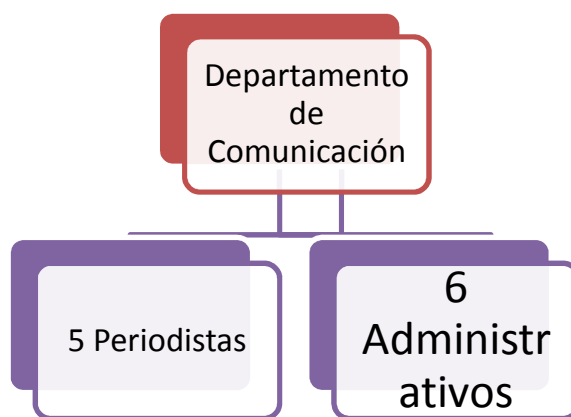 Departamento
de
Comunicación
5 Periodistas
6
Administr
ativos